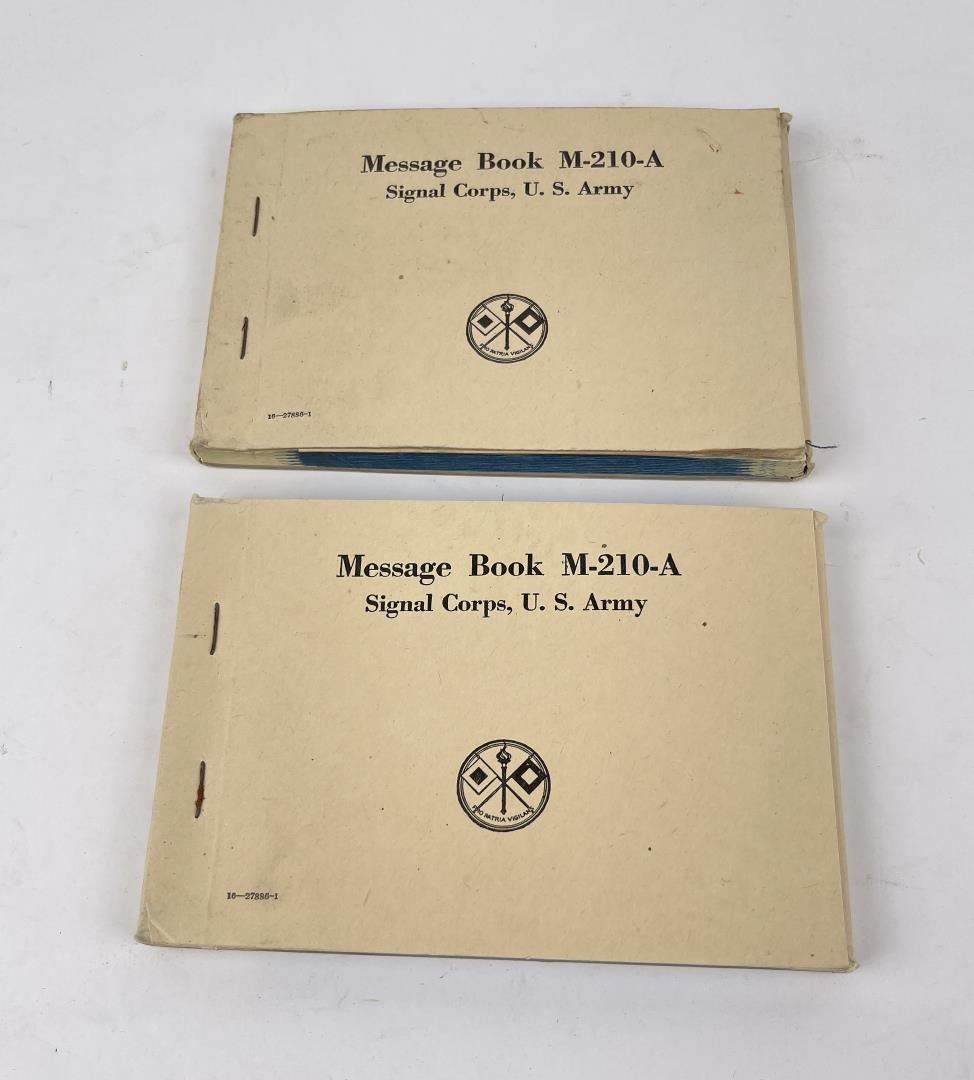 Message Book M-210-A
Signal Corps, U. S. Army
PRO PATRIA VIGILANS
16—27886-1
Message Book M-210-A
Signal Corps, U. S. Army
PRO PATRIA VIGILANS
16—27886-1